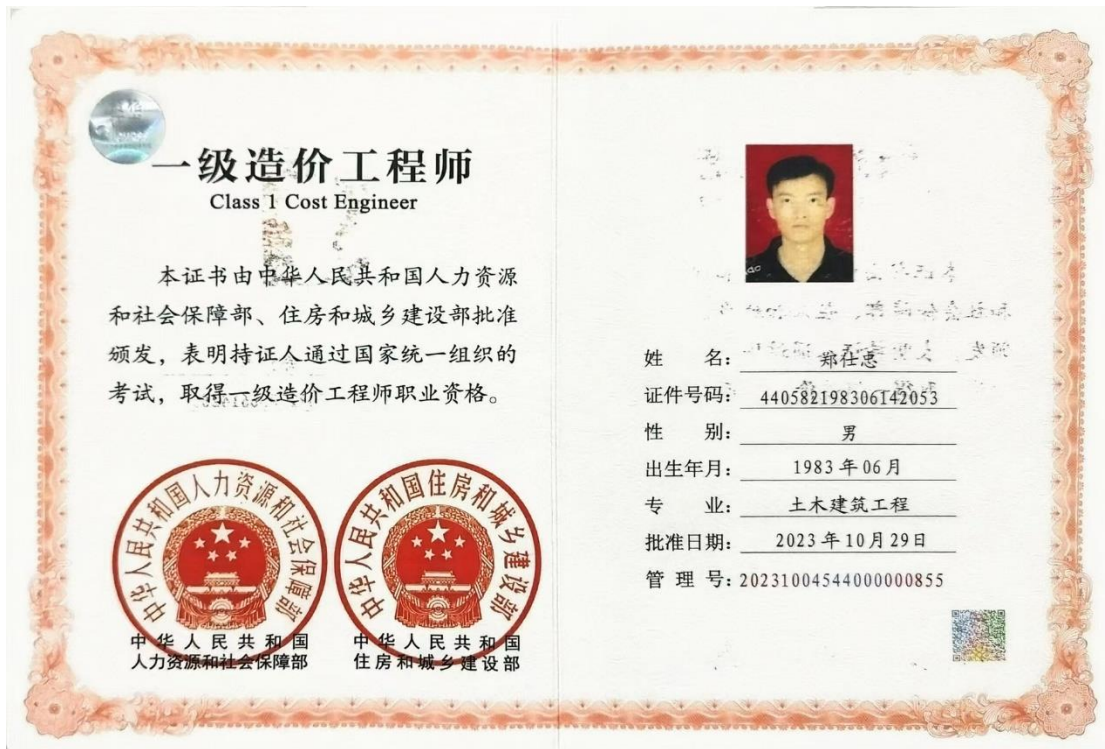 一级造价工程师
Class 1 Cost Engineer
本证书由中华人民共和国人力资源
和社会保障部、住房和城乡建设部批准
颁发，表明持证人通过国家统一组织的
考试，取得一级造价工程师职业资格。
中华人民共和国人力资源和社会保障部
中华人民共和国住房和城乡建设部
中华人民共和国
人力资源和社会保障部
中华人民共和国
住房和城乡建设部
姓 名：郑仕忠
证件号码：440582198306142053
性 别：男
出生年月：1983年06月
专 业：土木建筑工程
批准日期：2023年10月29日
管 理 号：20231004544000000855